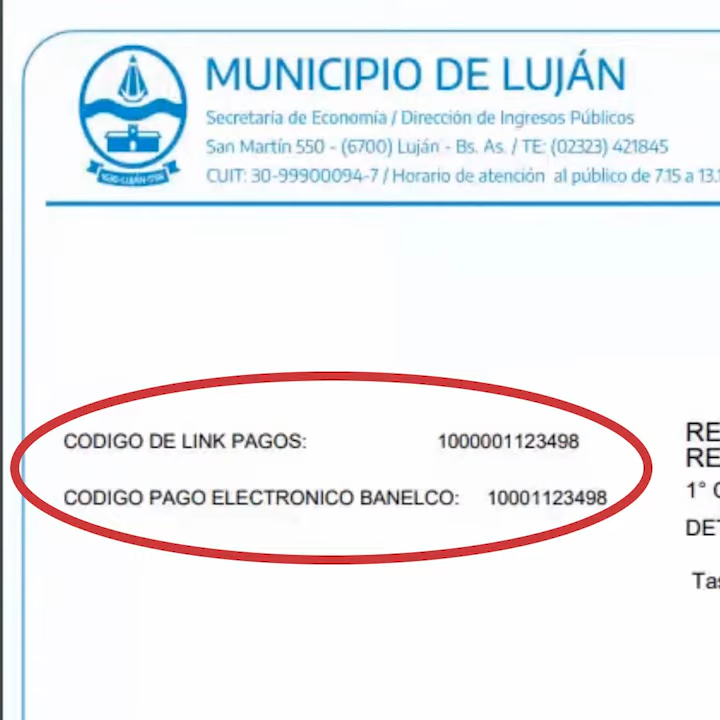 MUNICIPIO DE LUJÁN
Secretaría de Economía / Dirección de Ingresos Públicos
San Martín 550 - (6700) Luján - Bs. As. / TE: (02323) 421845
CUIT: 30-99900094-7 / Horario de atención al público de 7.15 a 13.1
CODIGO DE LINK PAGOS: 1000001123498
CODIGO PAGO ELECTRONICO BANELCO: 10001123498
RE
RE
1° C
DET
Tas